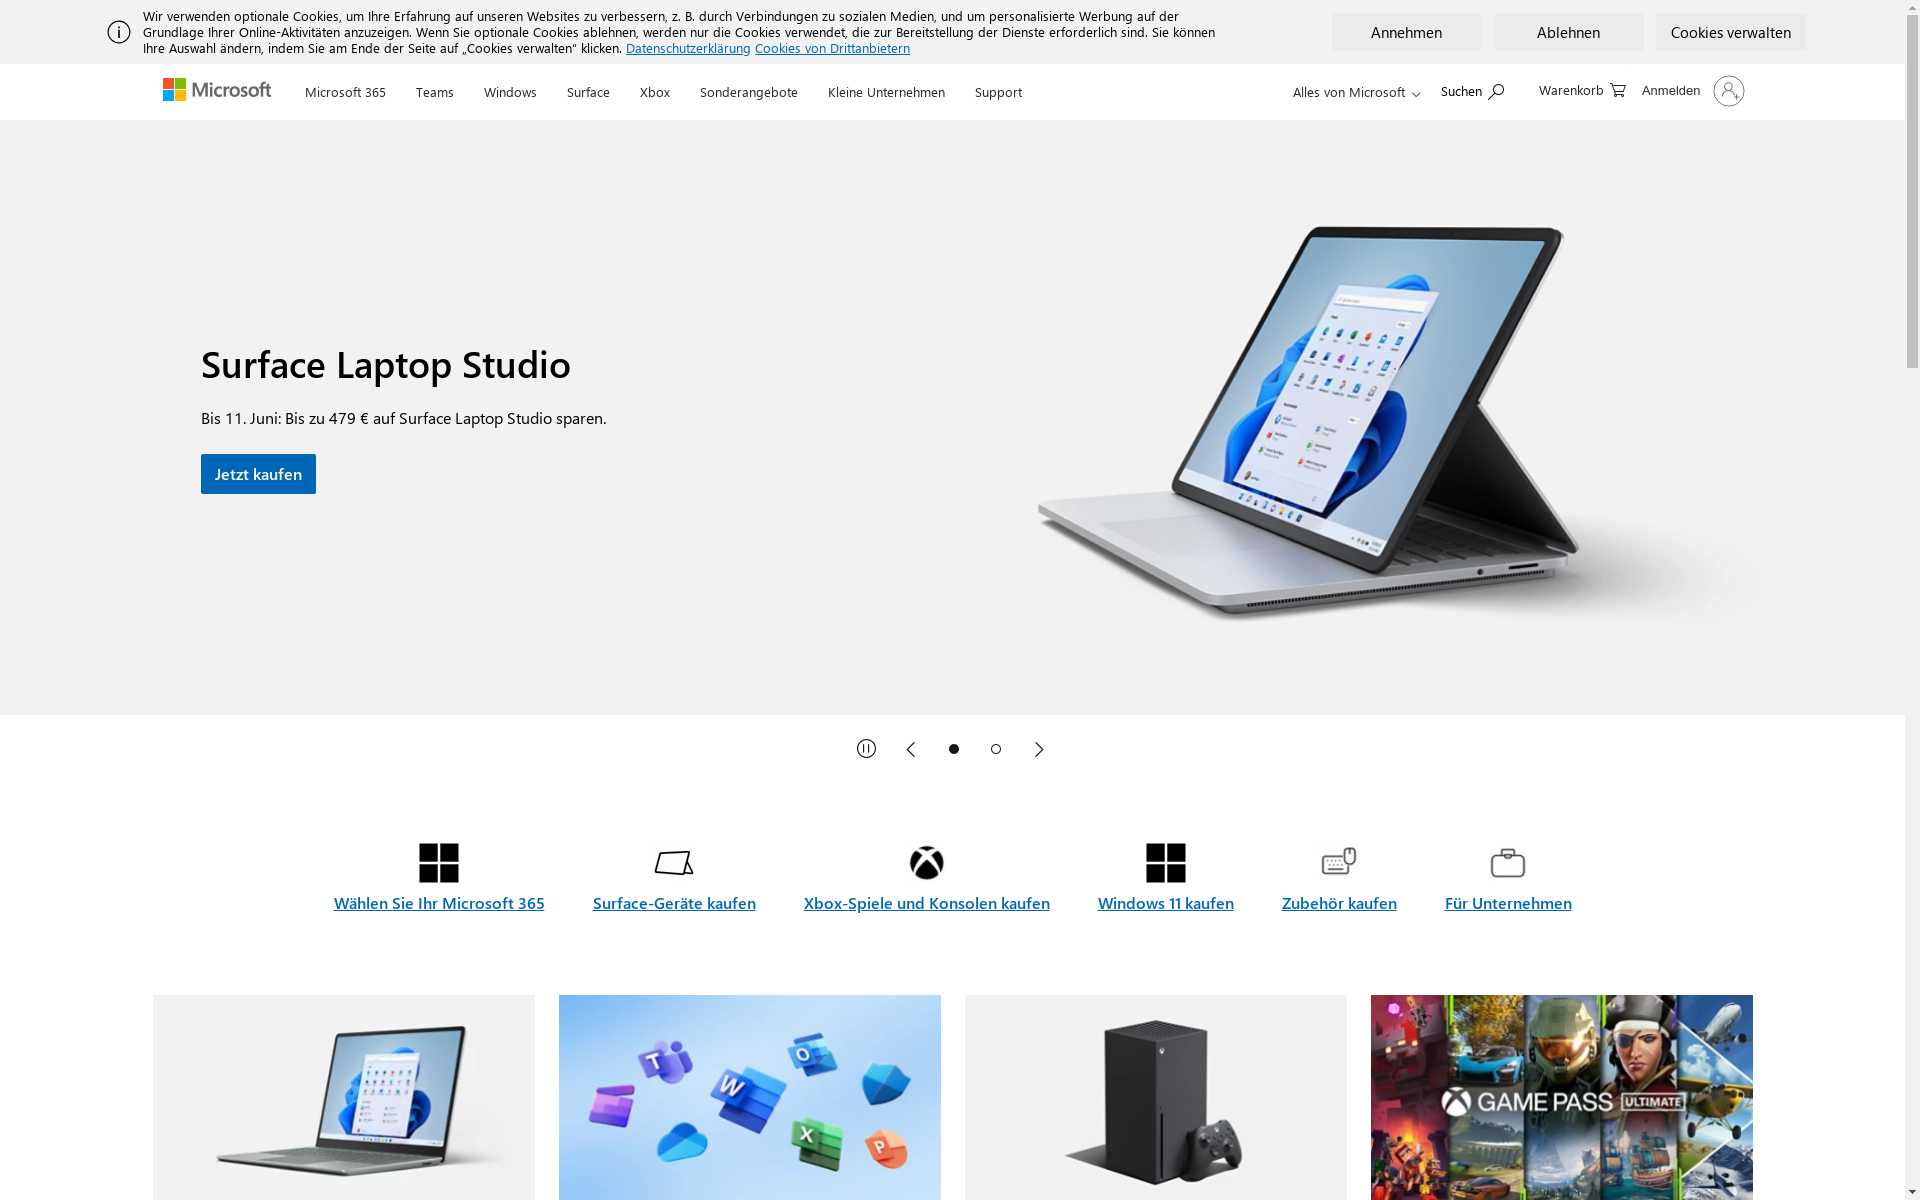 Wir verwenden optionale Cookies, um Ihre Erfahrung auf unseren Websites zu verbessern, z. B. durch Verbindungen zu sozialen Medien, und um personalisierte Werbung auf der
Grundlage Ihrer Online-Aktivitäten anzuzeigen. Wenn Sie optionale Cookies ablehnen, werden nur die Cookies verwendet, die zur Bereitstellung der Dienste erforderlich sind. Sie können
Ihre Auswahl ändern, indem Sie am Ende der Seite auf „Cookies verwalten“ klicken. Datenschutzerklärung Cookies von Drittanbietern
Annehmen
Ablehnen
Cookies verwalten
Microsoft
Microsoft 365
Teams
Windows
Surface
Xbox
Sonderangebote
Kleine Unternehmen
Support
Alles von Microsoft
Suchen
Warenkorb
Anmelden
Surface Laptop Studio
Bis 11. Juni: Bis zu 479 € auf Surface Laptop Studio sparen.
Jetzt kaufen
Wählen Sie Ihr Microsoft 365
Surface-Geräte kaufen
Xbox-Spiele und Konsolen kaufen
Windows 11 kaufen
Zubehör kaufen
Für Unternehmen
T
O
W
X
P
GAME PASS ULTIMATE